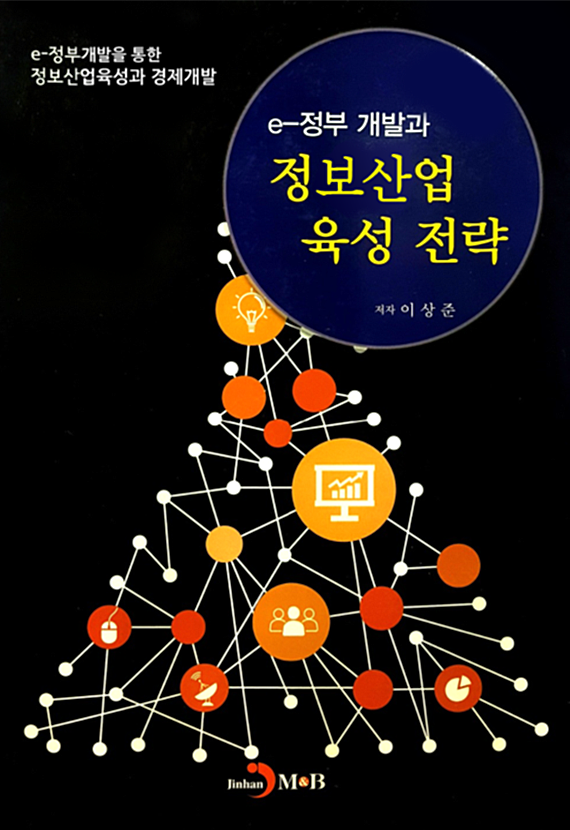 e-정부개발을 통한
정보산업육성과 경제개발
e-정부 개발과
정보산업
육성 전략
저자 이상준
Jinhan M&B